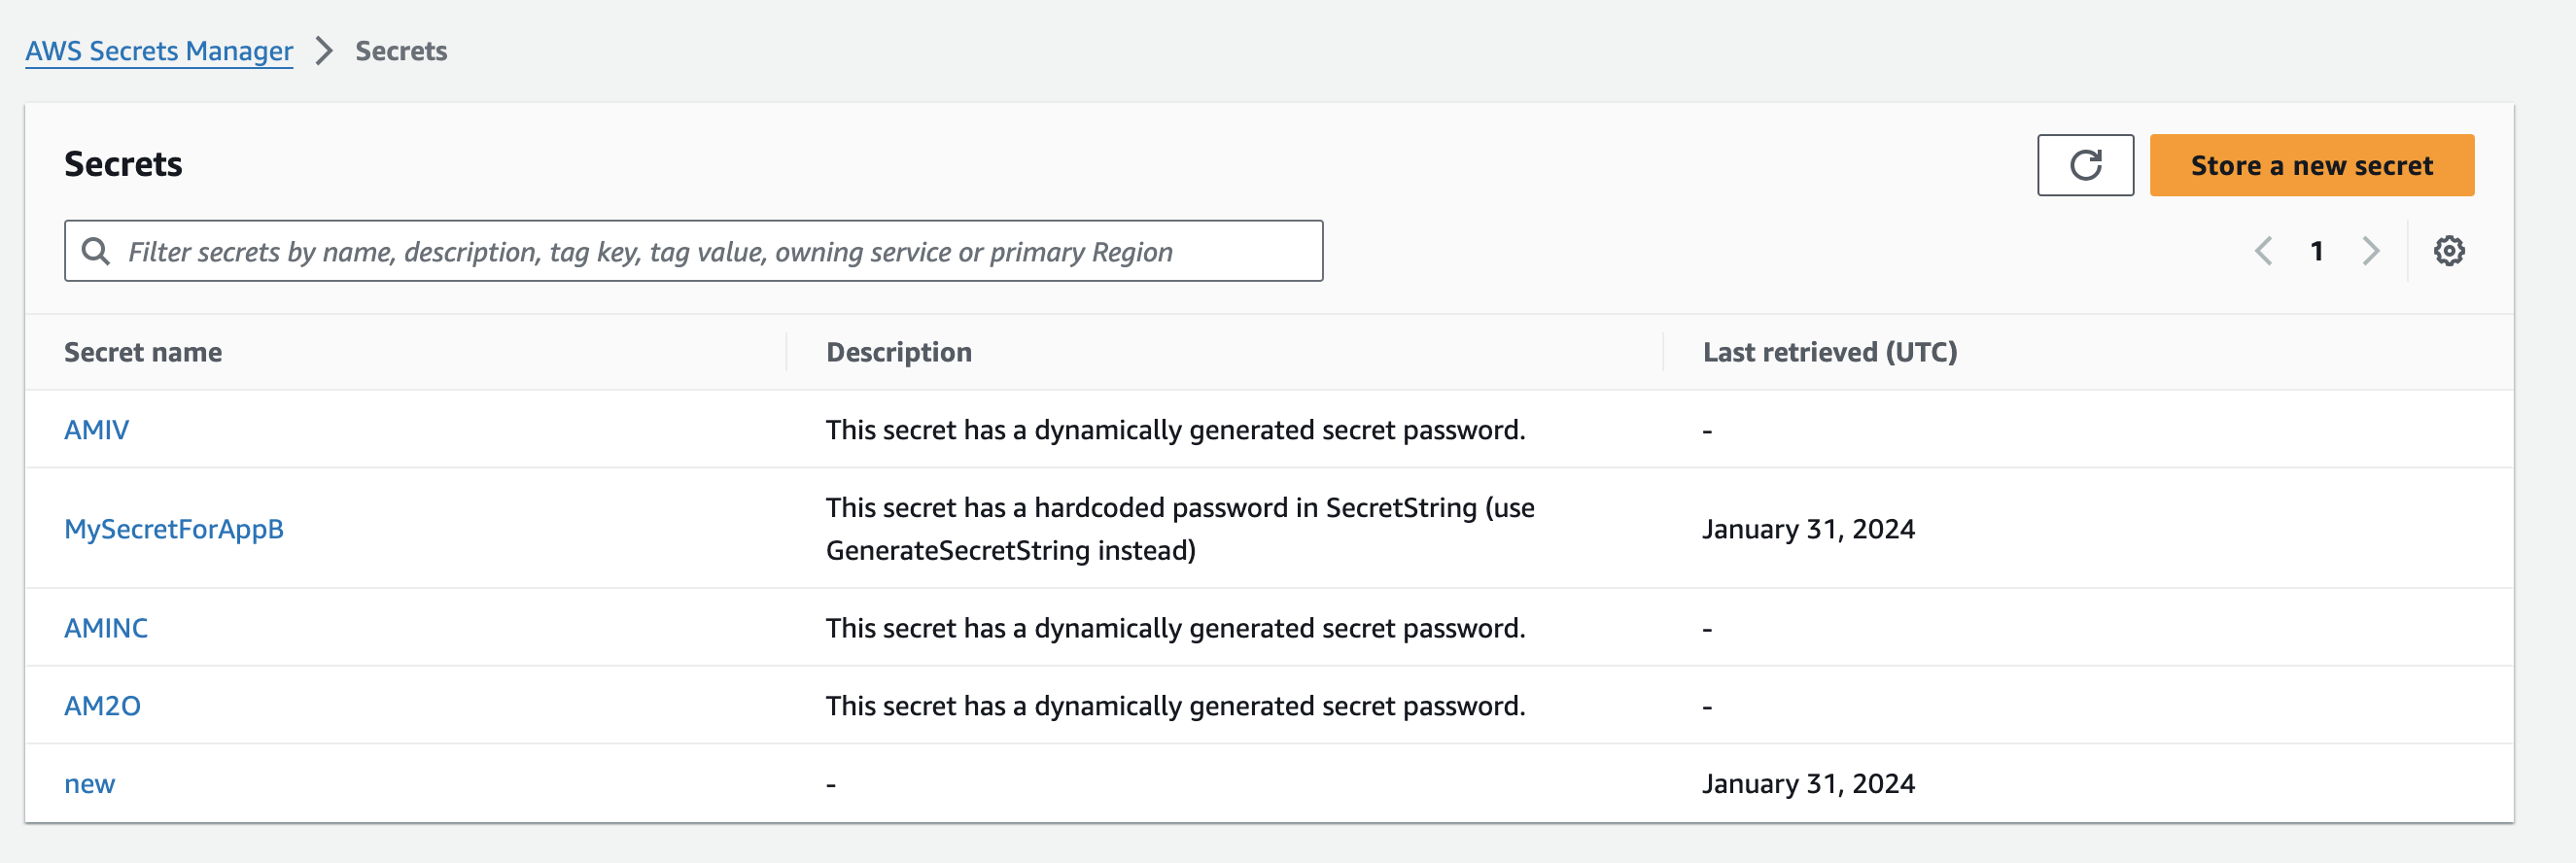 AWS Secrets Manager > Secrets
Secrets
Store a new secret
Filter secrets by name, description, tag key, tag value, owning service or primary Region
1
Secret name Description Last retrieved (UTC)
AMIV This secret has a dynamically generated secret password. -
MySecretForAppB This secret has a hardcoded password in SecretString (use
GenerateSecretString instead) January 31, 2024
AMINC This secret has a dynamically generated secret password. -
AM2O This secret has a dynamically generated secret password. -
new - January 31, 2024